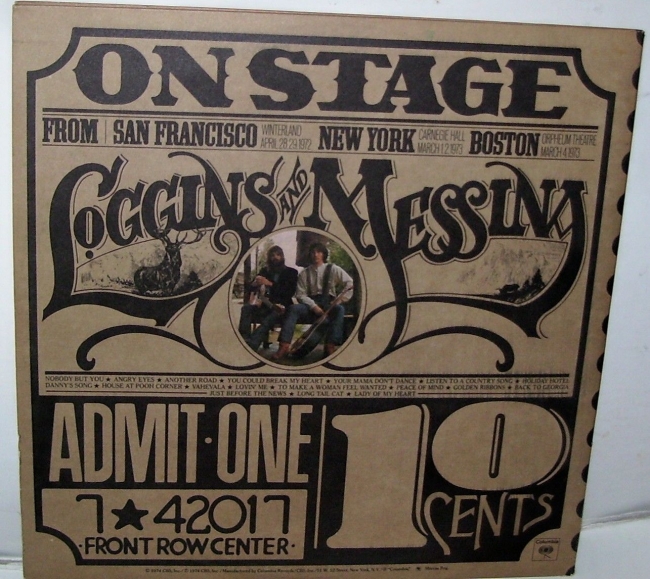 ON STAGE
FROM SAN FRANCISCO WINTERLAND APRIL 28·29,1972 NEW YORK CARNEGIE HALL MARCH 1·2 1973 BOSTON ORPHEUM THEATRE MARCH 4,1973
LOGGINS AND MESSINA
NOBODY BUT YOU ★ ANGRY EYES ★ ANOTHER ROAD ★ YOU COULD BREAK MY HEART ★ YOUR MAMA DON'T DANCE ★ LISTEN TO A COUNTRY SONG ★ HOLIDAY HOTEL
DANNY'S SONG ★ HOUSE AT POOH CORNER ★ VAHEVALA ★ LOVIN' ME ★ TO MAKE A WOMAN FEEL WANTED ★ PEACE OF MIND ★ GOLDEN RIBBONS ★ BACK TO GEORGIA
JUST BEFORE THE NEWS ★ LONG TAIL CAT ★ LADY OF MY HEART
ADMIT·ONE
7★42017
·FRONT ROW CENTER·
10
CENTS
Columbia